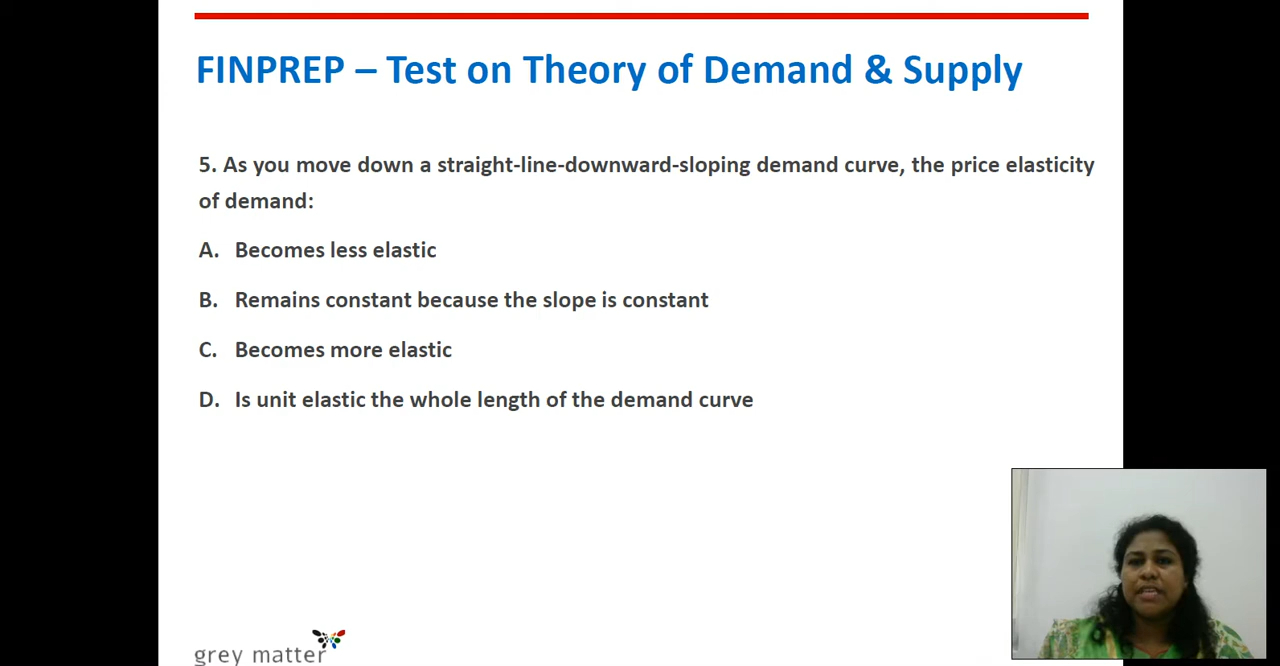 FINPREP – Test on Theory of Demand & Supply
5. As you move down a straight-line-downward-sloping demand curve, the price elasticity
of demand:
A. Becomes less elastic
B. Remains constant because the slope is constant
C. Becomes more elastic
D. Is unit elastic the whole length of the demand curve
grey matter